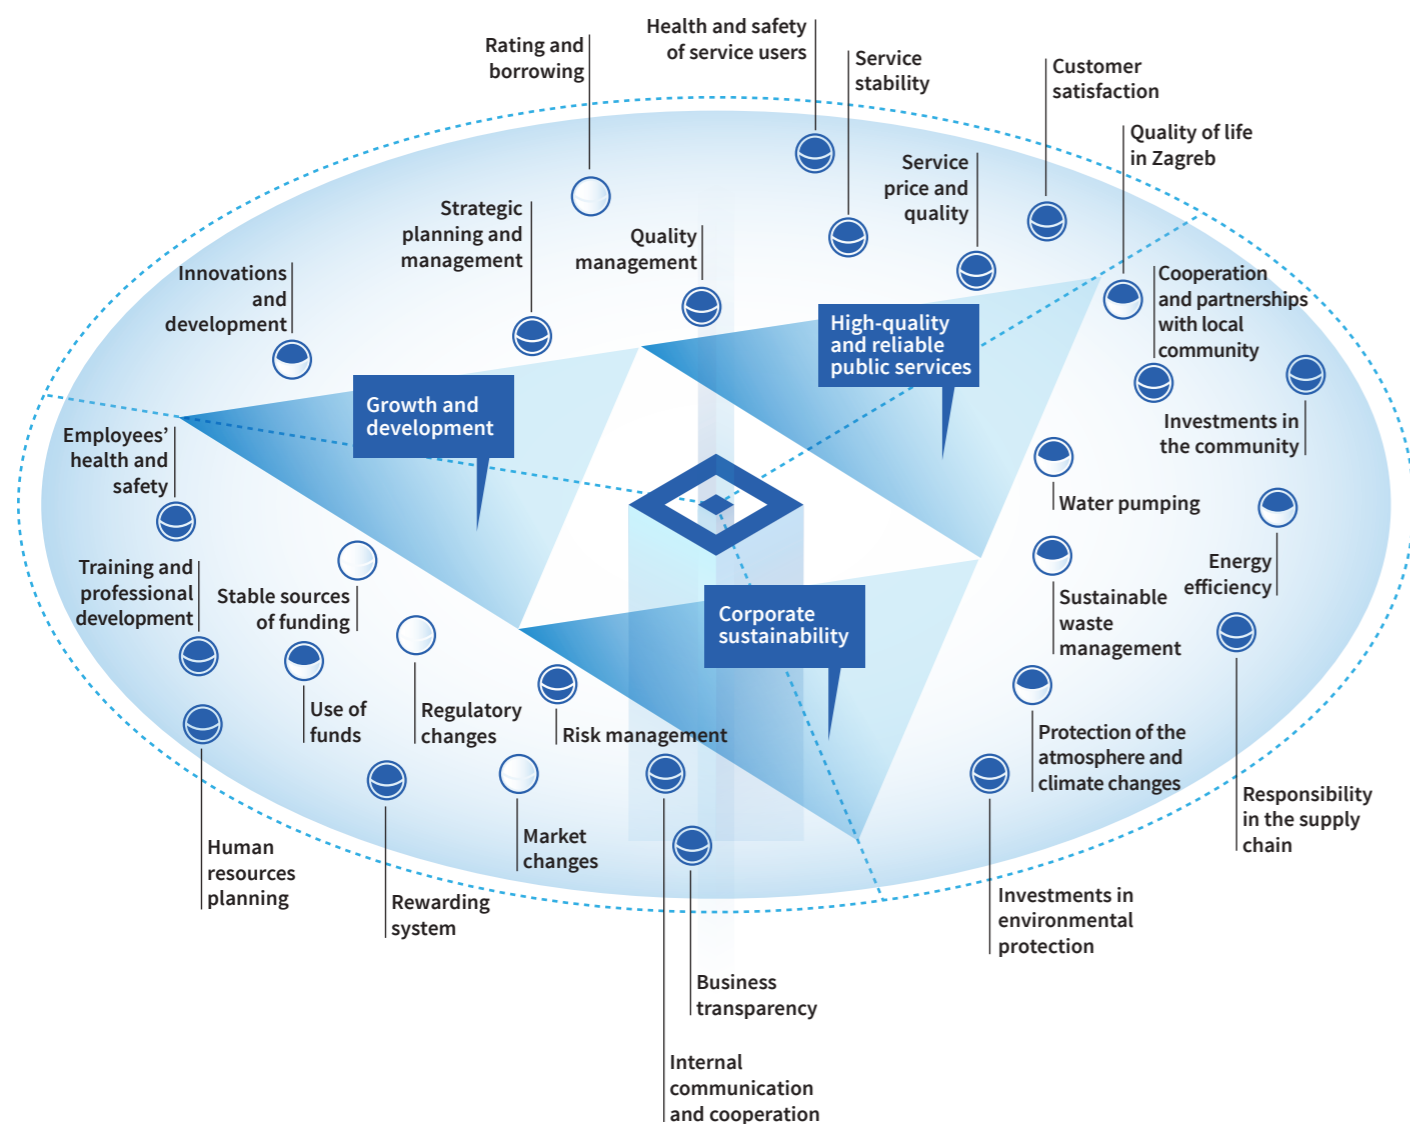 Rating and
borrowing
Health and safety
of service users
Service
stability
Customer
satisfaction
Quality of life
in Zagreb
Service
price and
quality
Strategic
planning and
management
Quality
management
Innovations
and
development
Cooperation
and partnerships
with local
community
High-quality
and reliable
public services
Growth and
development
Investments in
the community
Employees’
health and
safety
Water pumping
Energy
efficiency
Training and
professional
development
Stable sources
of funding
Sustainable
waste
management
Corporate
sustainability
Use of
funds
Regulatory
changes
Risk management
Protection of the
atmosphere and
climate changes
Responsibility
in the supply
chain
Human
resources
planning
Market
changes
Rewarding
system
Investments in
environmental
protection
Business
transparency
Internal
communication
and cooperation